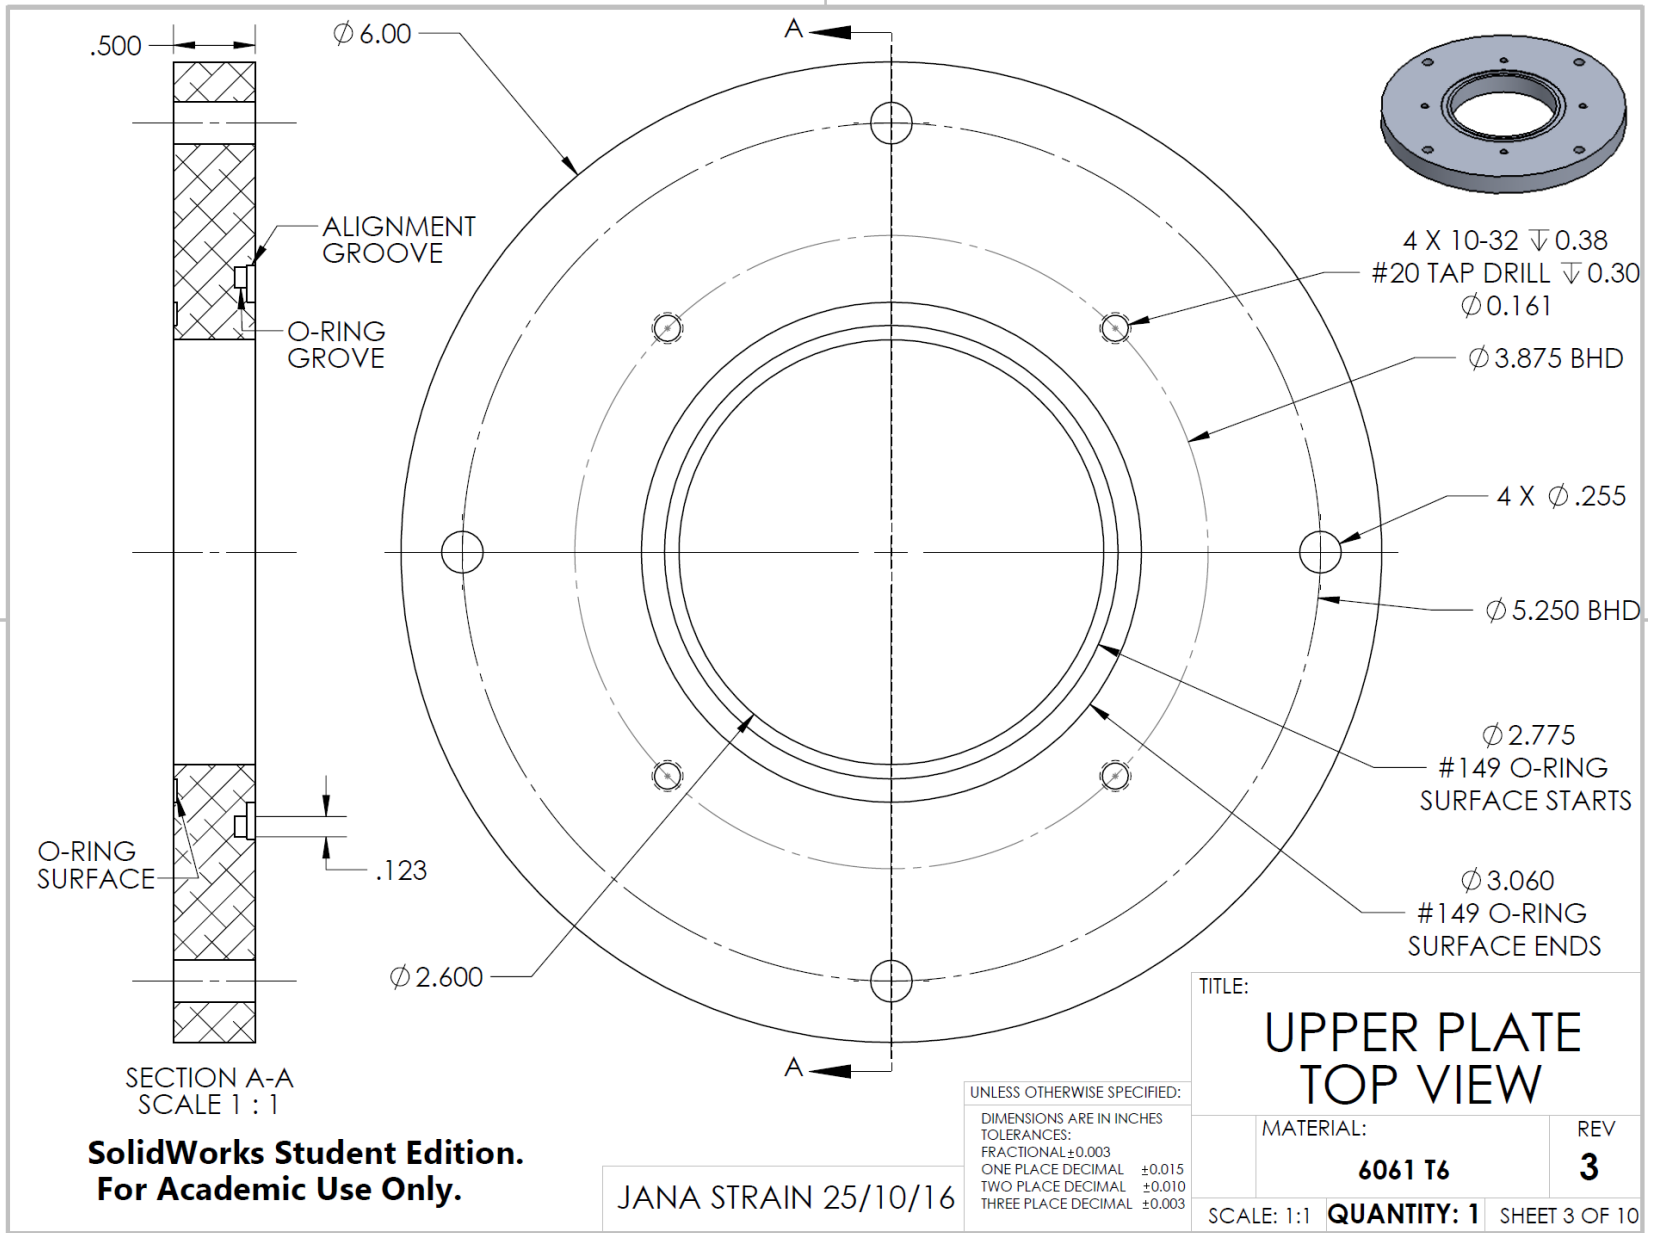 .500
∅ 6.00
A
ALIGNMENT
GROOVE
O-RING
GROVE
4 X 10-32 ↧ 0.38
#20 TAP DRILL ↧ 0.30
∅ 0.161
∅ 3.875 BHD
4 X ∅ .255
∅ 5.250 BHD
∅ 2.775
#149 O-RING
SURFACE STARTS
O-RING
SURFACE
.123
∅ 3.060
#149 O-RING
SURFACE ENDS
∅ 2.600
A
SECTION A-A
SCALE 1 : 1
SolidWorks Student Edition.
For Academic Use Only.
JANA STRAIN 25/10/16
UNLESS OTHERWISE SPECIFIED:
DIMENSIONS ARE IN INCHES
TOLERANCES:
FRACTIONAL ±0.003
ONE PLACE DECIMAL ±0.015
TWO PLACE DECIMAL ±0.010
THREE PLACE DECIMAL ±0.003
TITLE:
UPPER PLATE
TOP VIEW
MATERIAL:
6061 T6
REV
3
SCALE: 1:1
QUANTITY: 1
SHEET 3 OF 10